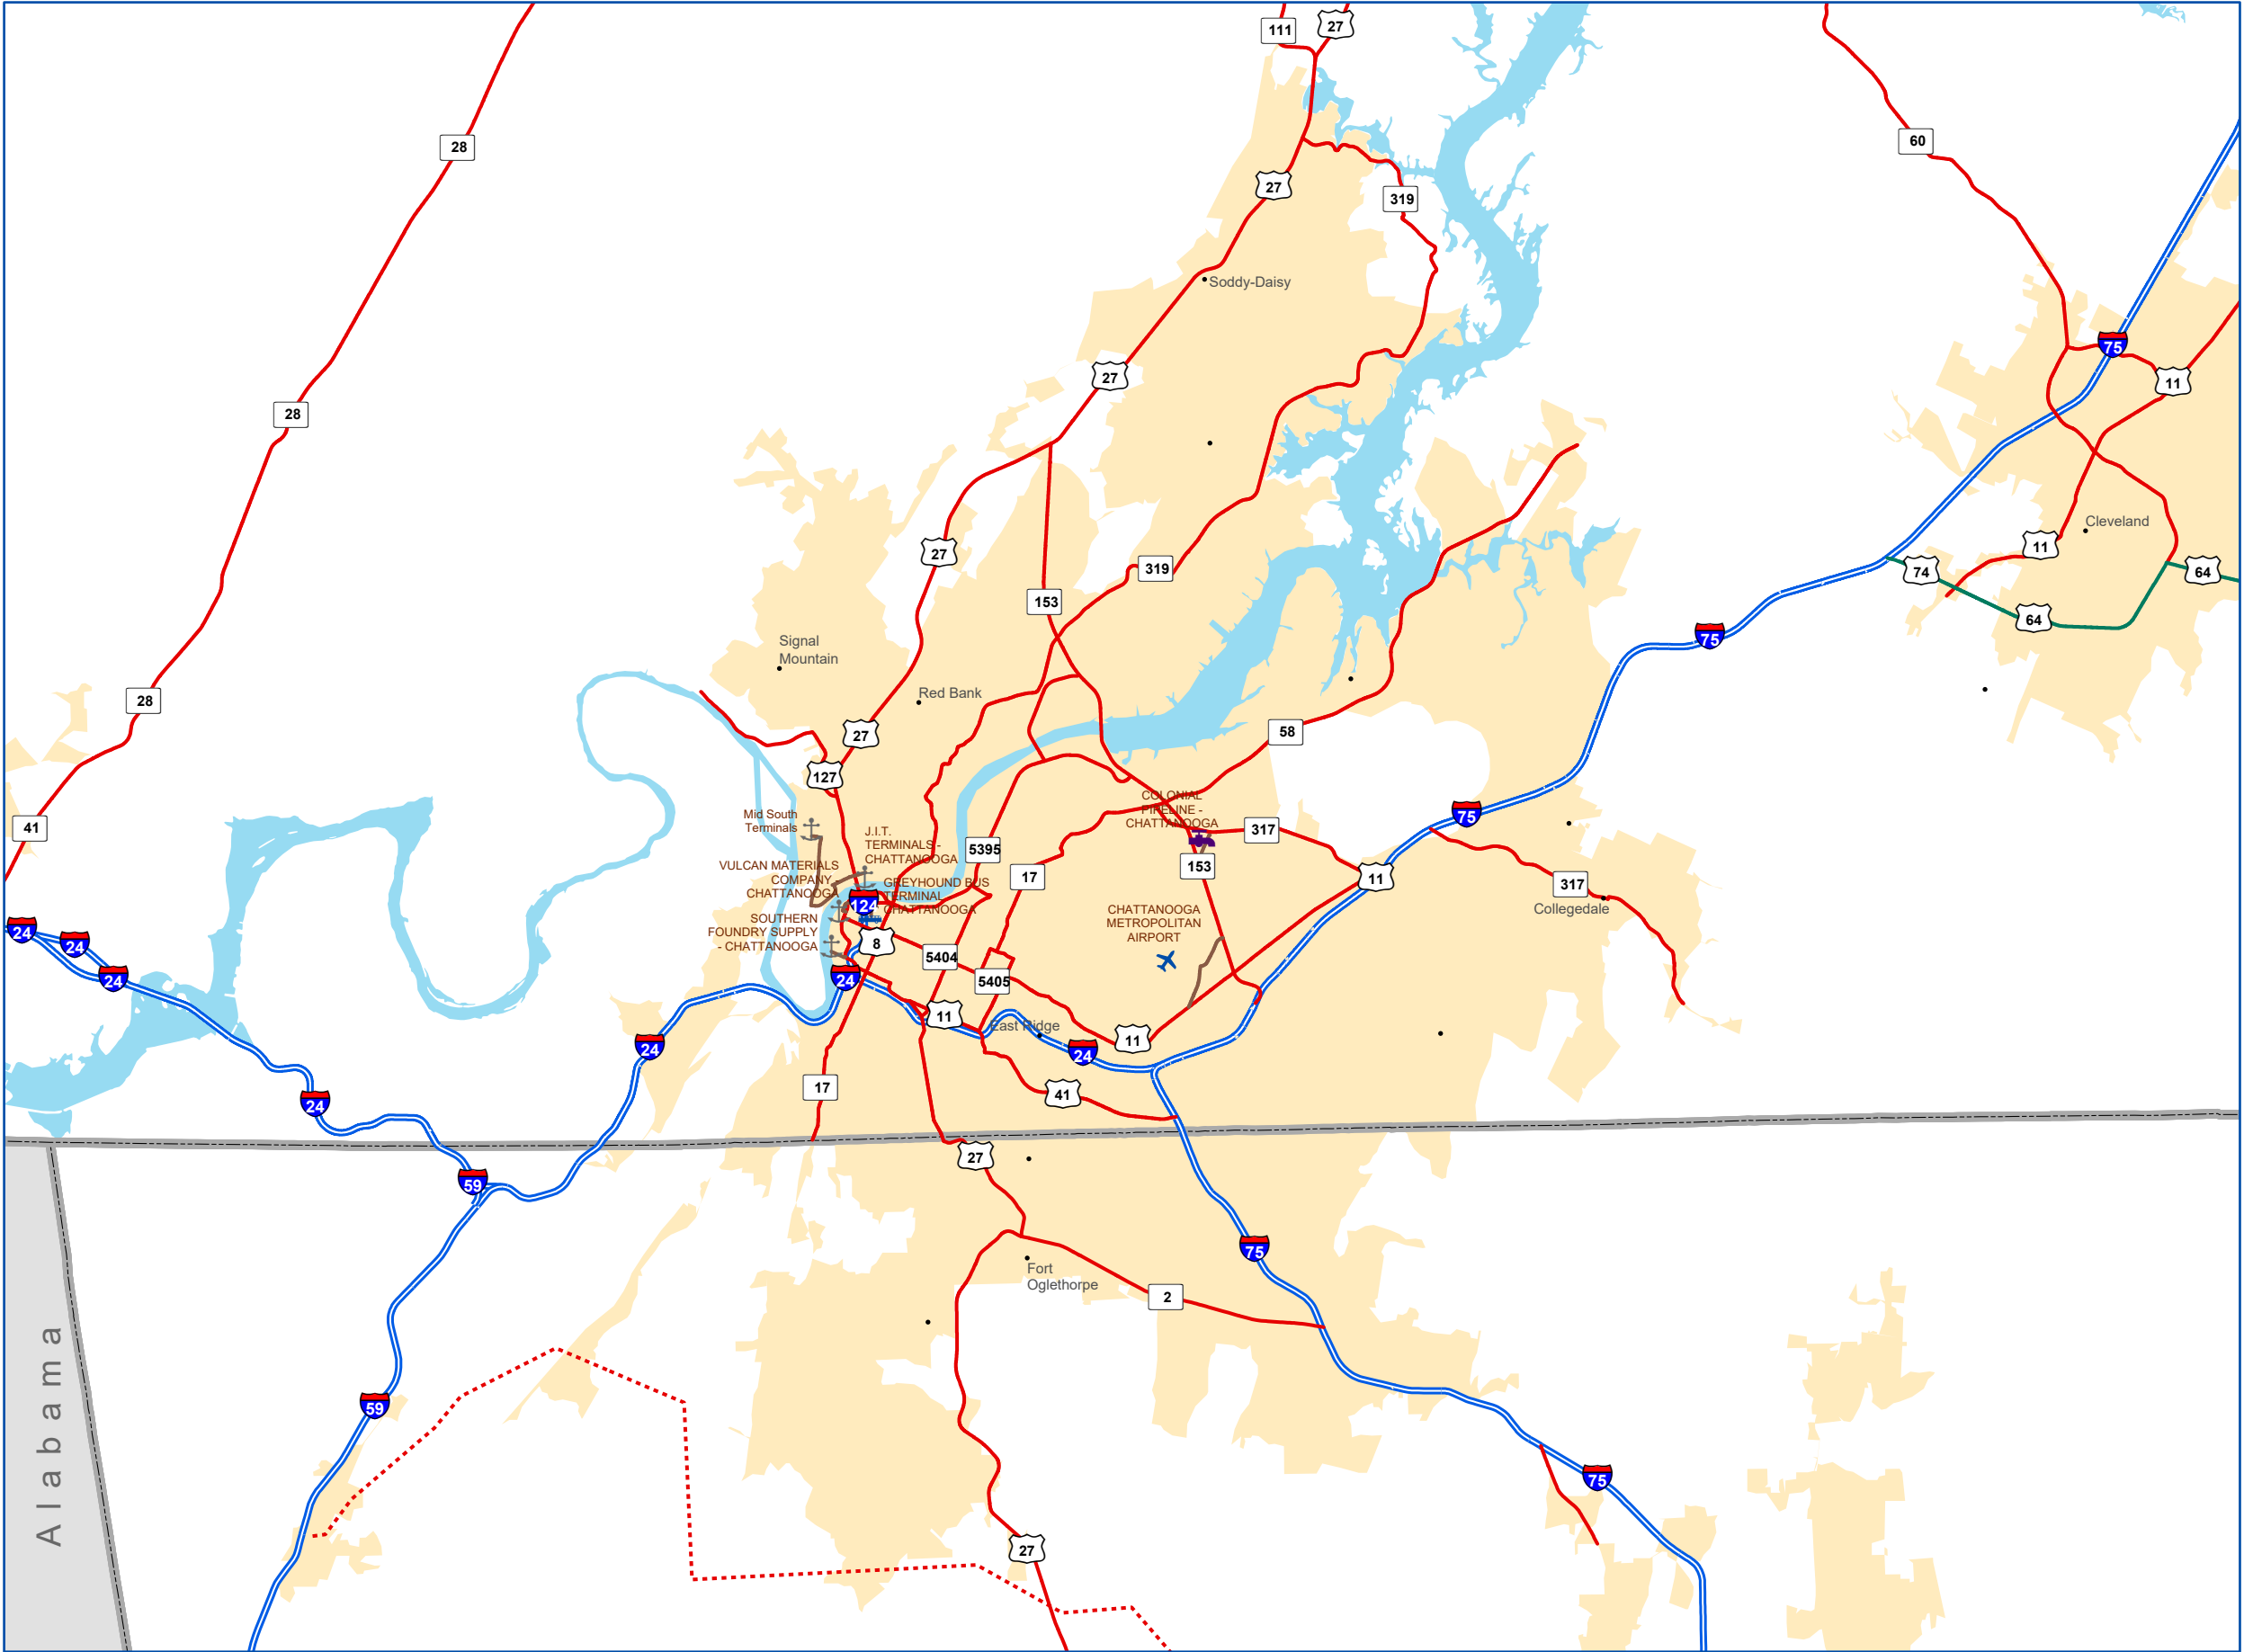 111
27
28
60
27
319
Soddy-Daisy
75
27
11
28
Cleveland
27
11
319
74
64
153
64
75
Signal
Mountain
28
Red Bank
58
27
127
COLONIAL
PIPELINE -
CHATTANOOGA
Mid South
Terminals
75
41
317
J.I.T.
TERMINALS -
CHATTANOOGA
5395
153
VULCAN MATERIALS
COMPANY -
CHATTANOOGA
17
11
317
GREYHOUND BUS
TERMINAL
CHATTANOOGA
124
CHATTANOOGA
METROPOLITAN
AIRPORT
Collegedale
SOUTHERN
FOUNDRY SUPPLY
- CHATTANOOGA
24
24
8
5404
24
24
5405
11
East Ridge
11
24
24
17
41
24
27
59
75
Fort
Oglethorpe
2
Alabama
59
75
27